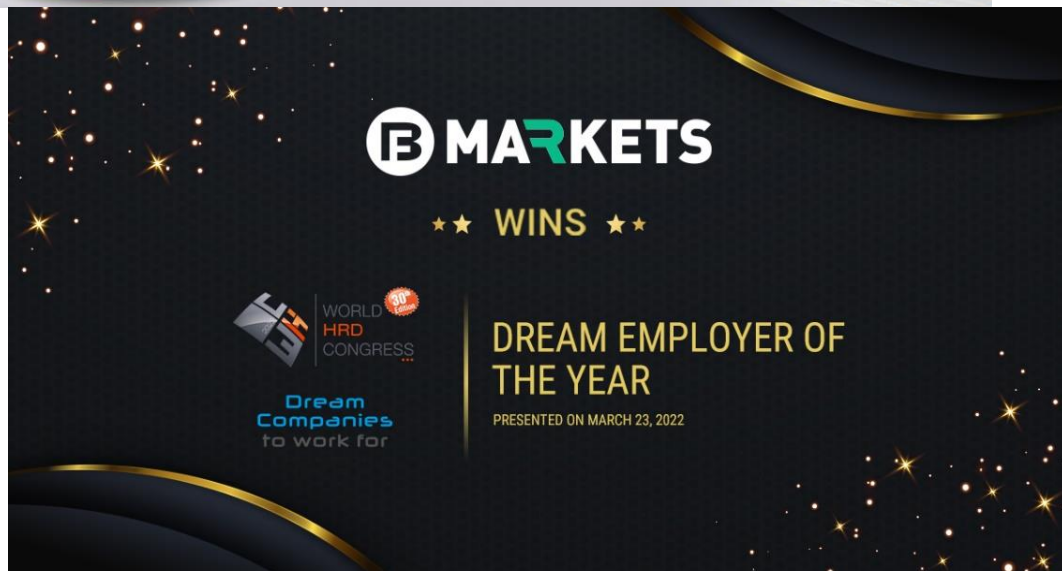 B MARKETS
WINS
WORLD
HRD
CONGRESS
30th
Edition
Dream
Companies
to work for
DREAM EMPLOYER OF
THE YEAR
PRESENTED ON MARCH 23, 2022